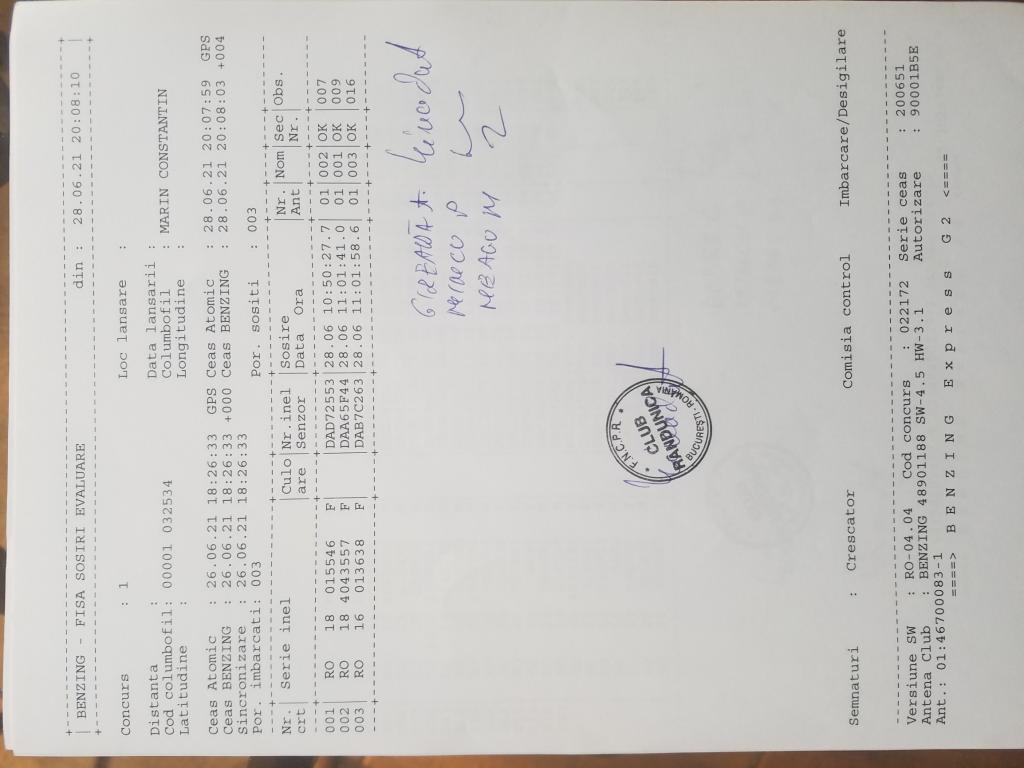 | BENZING - FISA SOSIRI EVALUARE din : 28.06.21 20:08:10 |
Concurs : 1 Loc lansare :
Distanta : Data lansarii :
Cod columbofil: 00001 032534 Columbofil : MARIN CONSTANTIN
Latitudine : Longitudine :
Ceas Atomic : 26.06.21 18:26:33 GPS Ceas Atomic : 28.06.21 20:07:59 GPS
Ceas BENZING : 26.06.21 18:26:33 +000 Ceas BENZING : 28.06.21 20:08:03 +004
Sincronizare : 26.06.21 18:26:33
Por. imbarcati: 003 Por. sositi : 003
Nr.| Serie inel |Culo|Nr.inel |Sosire |Nr.|Nom|Sec|Obs.
crt| |are |Senzor |Data Ora |Ant| |Nr.|
001| RO 18 015546 F| |DAD72553|28.06 10:50:27.7| 01|002|OK |007
002| RO 18 4043557 F| |DAA65F44|28.06 11:01:41.0| 01|001|OK |009
003| RO 16 013638 F| |DAB7C263|28.06 11:01:58.6| 01|003|OK |016
NEAGU M
F.N.C.P.R.
CLUB
RANDUNICA
BUCUREȘTI - ROMÂNIA
Semnaturi : Crescator Comisia control Imbarcare/Desigilare
Versiune SW : RO.04.04 Cod concurs : 022172 Serie ceas : 200651
Antena Club : BENZING 48901188 SW-4.5 HW-3.1 Autorizare : 90001B5E
Ant.: 01:46700083-1
====> B E N Z I N G E x p r e s s G 2 <====